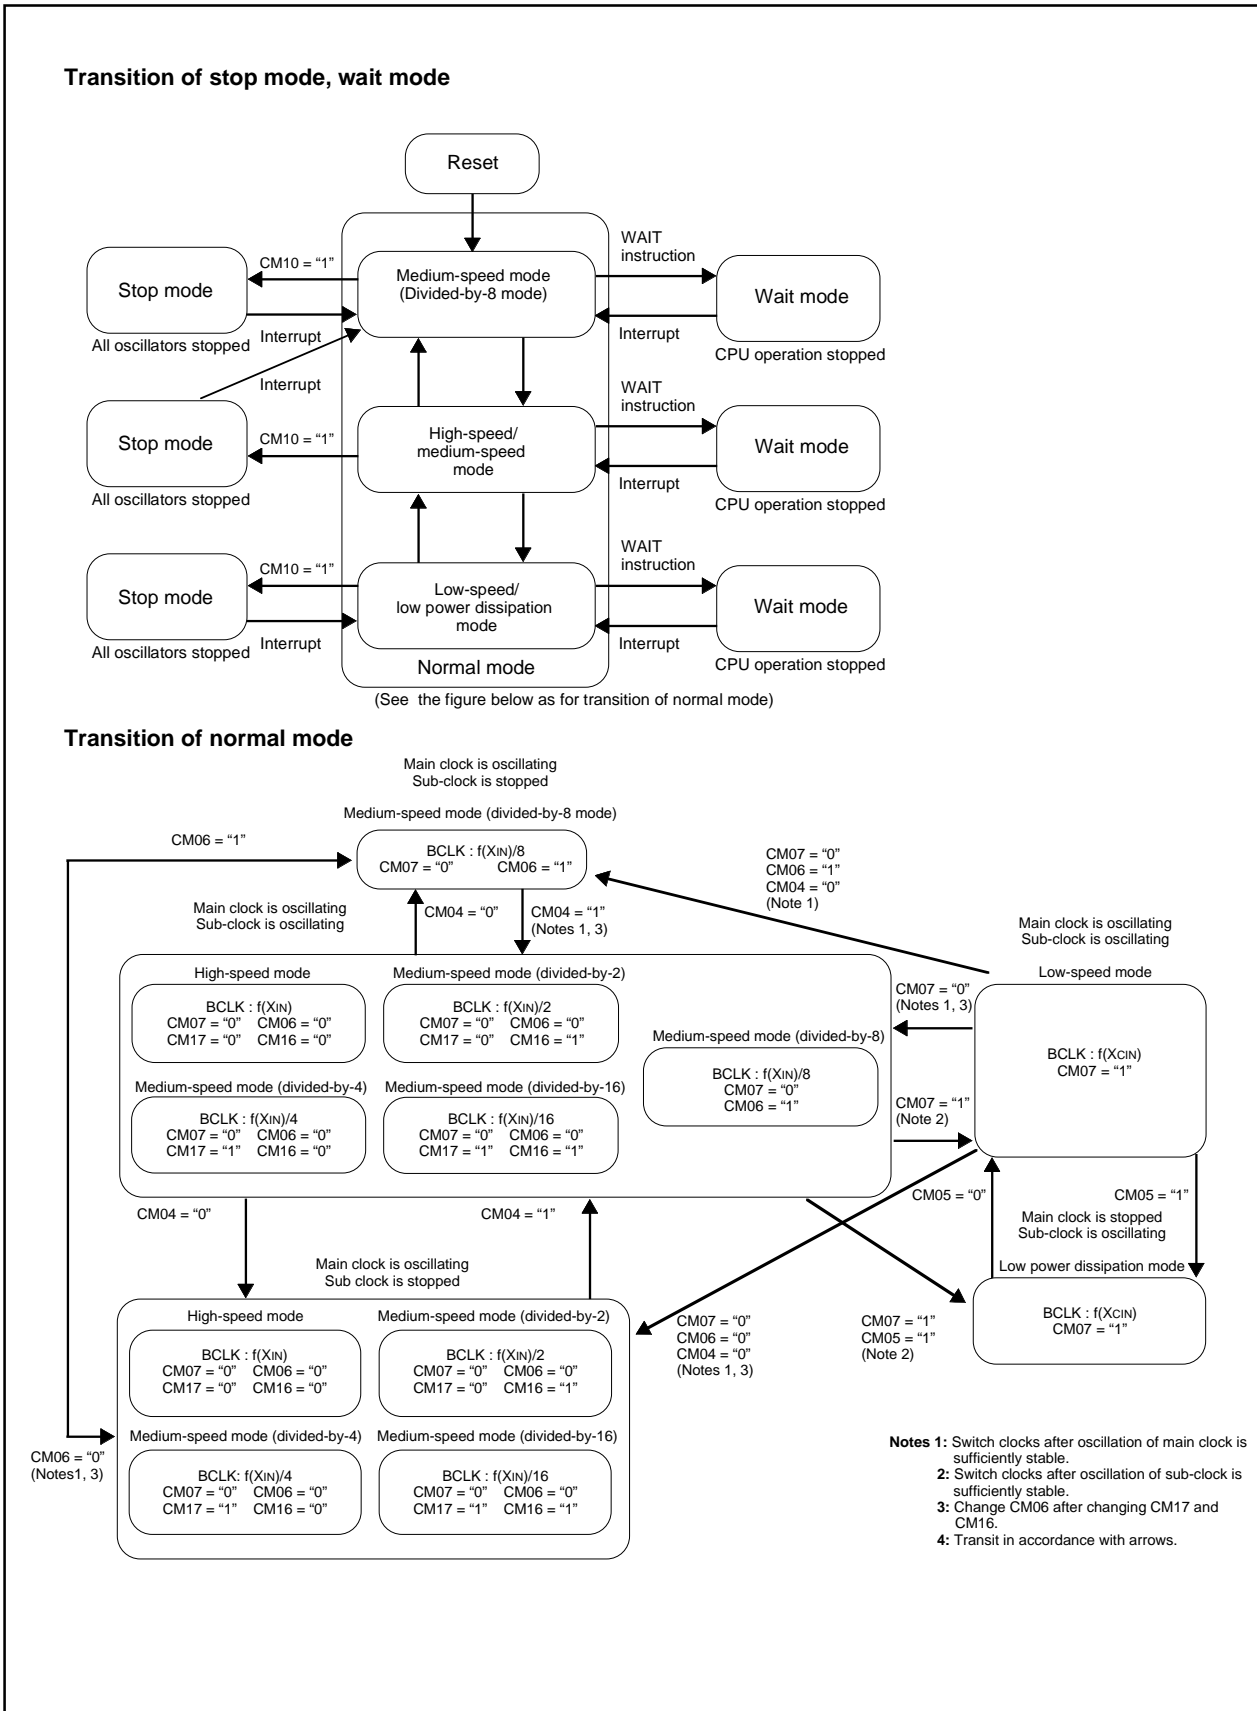 Transition of stop mode, wait mode
Reset
Medium-speed mode
(Divided-by-8 mode)
CM10 = “1”
Stop mode
Interrupt
All oscillators stopped
WAIT
instruction
Wait mode
Interrupt
CPU operation stopped
Interrupt
High-speed/
medium-speed
mode
CM10 = “1”
Stop mode
All oscillators stopped
WAIT
instruction
Wait mode
Interrupt
CPU operation stopped
Low-speed/
low power dissipation
mode
CM10 = “1”
Stop mode
Interrupt
All oscillators stopped
WAIT
instruction
Wait mode
Interrupt
CPU operation stopped
Normal mode
(See the figure below as for transition of normal mode)
Transition of normal mode
Main clock is oscillating
Sub-clock is stopped
Medium-speed mode (divided-by-8 mode)
CM06 = “1”
BCLK : f(XIN)/8
CM07 = “0” CM06 = “1”
CM07 = “0”
CM06 = “1”
CM04 = “0”
(Note 1)
Main clock is oscillating
Sub-clock is oscillating
CM04 = “0”
CM04 = “1”
(Notes 1, 3)
Main clock is oscillating
Sub-clock is oscillating
High-speed mode
BCLK : f(XIN)
CM07 = “0” CM06 = “0”
CM17 = “0” CM16 = “0”
Medium-speed mode (divided-by-2)
BCLK : f(XIN)/2
CM07 = “0” CM06 = “0”
CM17 = “0” CM16 = “1”
Medium-speed mode (divided-by-8)
BCLK : f(XIN)/8
CM07 = “0”
CM06 = “1”
Medium-speed mode (divided-by-4)
BCLK : f(XIN)/4
CM07 = “0” CM06 = “0”
CM17 = “1” CM16 = “0”
Medium-speed mode (divided-by-16)
BCLK : f(XIN)/16
CM07 = “0” CM06 = “0”
CM17 = “1” CM16 = “1”
CM07 = “0”
(Notes 1, 3)
CM07 = “1”
(Note 2)
Low-speed mode
BCLK : f(XCIN)
CM07 = “1”
CM05 = “0”
CM05 = “1”
Main clock is stopped
Sub-clock is oscillating
Low power dissipation mode
BCLK : f(XCIN)
CM07 = “1”
CM04 = “0”
CM04 = “1”
Main clock is oscillating
Sub clock is stopped
CM07 = “0”
CM06 = “0”
CM04 = “0”
(Notes 1, 3)
CM07 = “1”
CM05 = “1”
(Note 2)
High-speed mode
BCLK : f(XIN)
CM07 = “0” CM06 = “0”
CM17 = “0” CM16 = “0”
Medium-speed mode (divided-by-2)
BCLK : f(XIN)/2
CM07 = “0” CM06 = “0”
CM17 = “0” CM16 = “1”
CM06 = “0”
(Notes1, 3)
Medium-speed mode (divided-by-4)
BCLK: f(XIN)/4
CM07 = “0” CM06 = “0”
CM17 = “1” CM16 = “0”
Medium-speed mode (divided-by-16)
BCLK : f(XIN)/16
CM07 = “0” CM06 = “0”
CM17 = “1” CM16 = “1”
Notes 1: Switch clocks after oscillation of main clock is
sufficiently stable.
2: Switch clocks after oscillation of sub-clock is
sufficiently stable.
3: Change CM06 after changing CM17 and
CM16.
4: Transit in accordance with arrows.